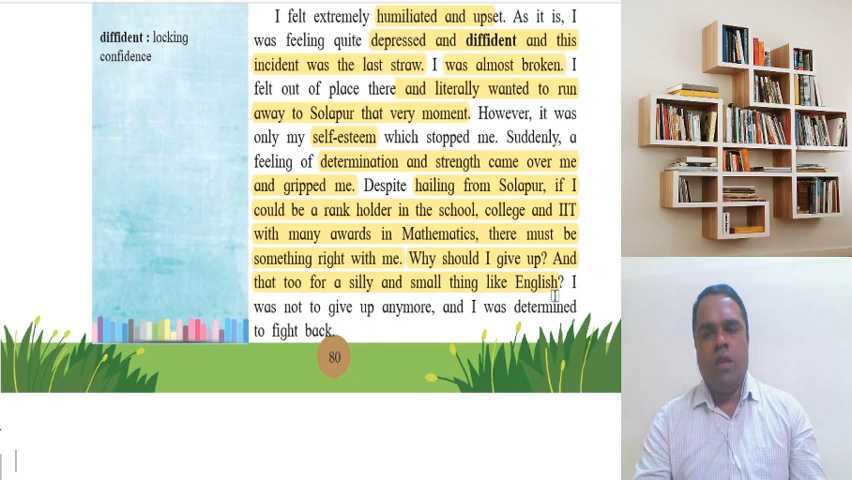 diffident : locking
confidence
I felt extremely humiliated and upset. As it is, I
was feeling quite depressed and diffident and this
incident was the last straw. I was almost broken. I
felt out of place there and literally wanted to run
away to Solapur that very moment. However, it was
only my self-esteem which stopped me. Suddenly, a
feeling of determination and strength came over me
and gripped me. Despite hailing from Solapur, if I
could be a rank holder in the school, college and IIT
with many awards in Mathematics, there must be
something right with me. Why should I give up? And
that too for a silly and small thing like English? I
was not to give up anymore, and I was determined
to fight back.
80